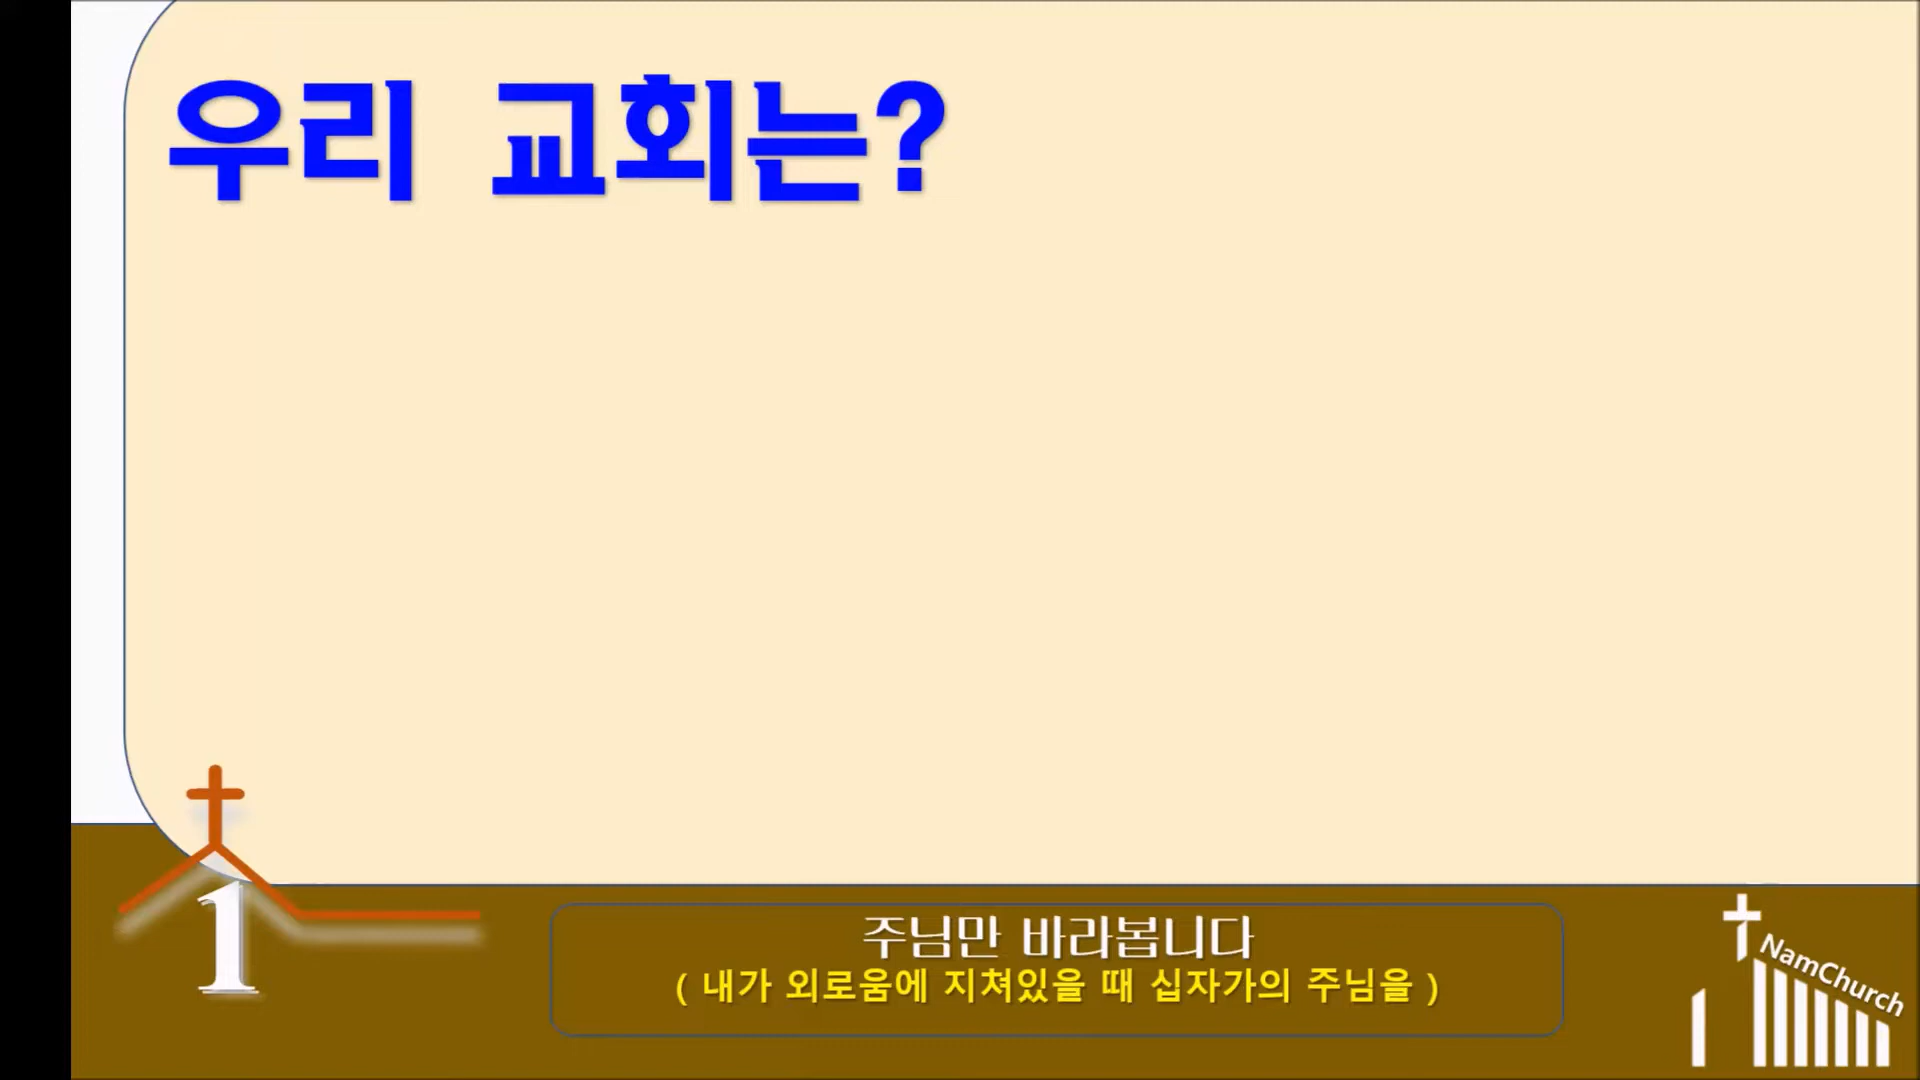 우리 교회는?
1
주님만 바라봅니다
( 내가 외로움에 지쳐있을 때 십자가의 주님을 )
NamChurch